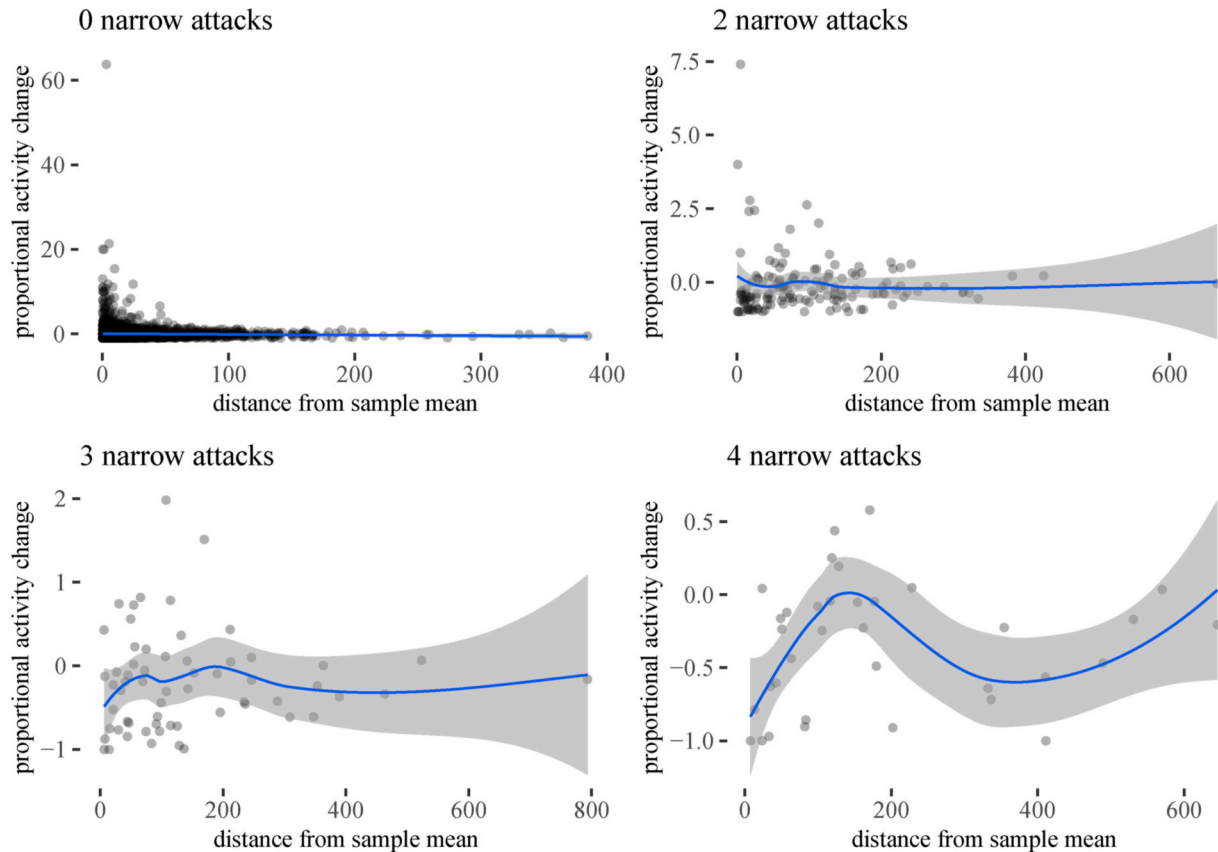 0 narrow attacks
proportional activity change
60
40
20
0
0
100
200
300
400
distance from sample mean
2 narrow attacks
proportional activity change
7.5
5.0
2.5
0.0
0
200
400
600
distance from sample mean
3 narrow attacks
proportional activity change
2
1
0
−1
0
200
400
600
800
distance from sample mean
4 narrow attacks
proportional activity change
0.5
0.0
−0.5
−1.0
0
200
400
600
distance from sample mean